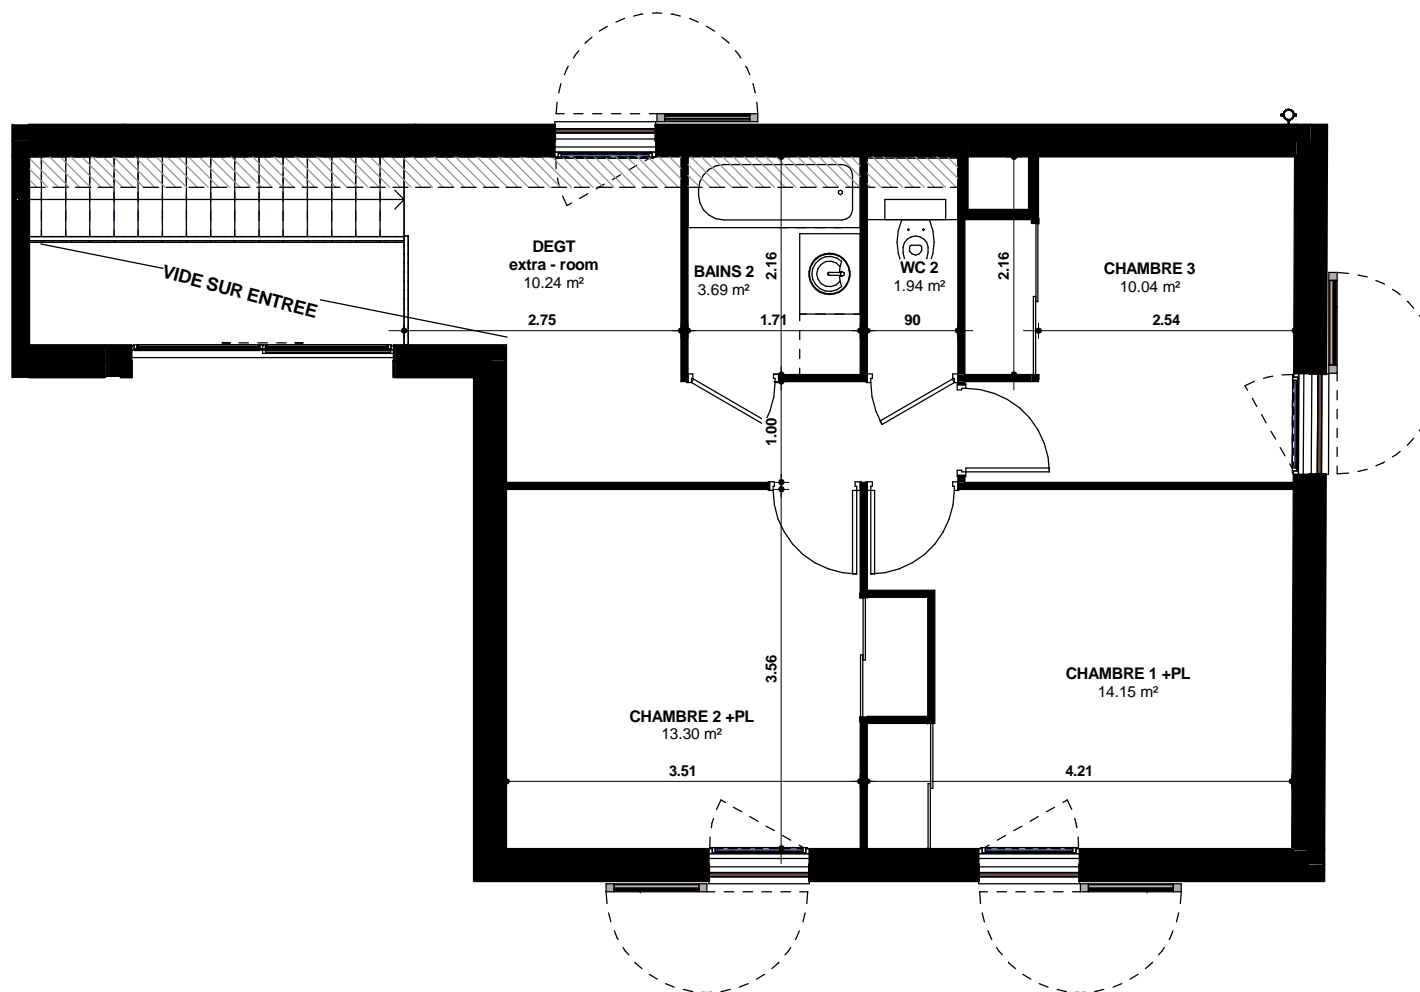 DEGT
extra - room
10.24 m²
VIDE SUR ENTREE
2.75
BAINS 2
3.69 m²
2.16
1.71
WC 2
1.94 m²
90
2.16
CHAMBRE 3
10.04 m²
2.54
1.00
3.56
CHAMBRE 2 +PL
13.30 m²
3.51
CHAMBRE 1 +PL
14.15 m²
4.21